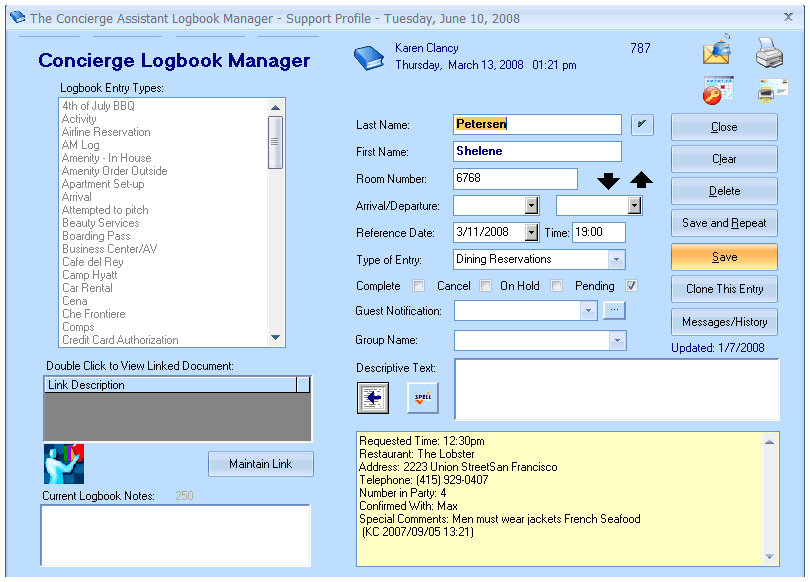 The Concierge Assistant Logbook Manager - Support Profile - Tuesday, June 10, 2008
Concierge Logbook Manager
Karen Clancy
787
Thursday, March 13, 2008 01:21 pm
Logbook Entry Types:
4th of July BBQ
Activity
Airline Reservation
AM Log
Amenity - In House
Amenity Order Outside
Apartment Set-up
Arrival
Attempted to pitch
Beauty Services
Boarding Pass
Business Center/AV
Cafe del Rey
Camp Hyatt
Car Rental
Cena
Che Frontiere
Comps
Credit Card Authorization
Double Click to View Linked Document:
Link Description
Maintain Link
Current Logbook Notes: 250
Last Name: Petersen
First Name: Shelene
Room Number: 6768
Arrival/Departure:
Reference Date: 3/11/2008 Time: 19:00
Type of Entry: Dining Reservations
Complete Cancel On Hold Pending
Guest Notification: ...
Group Name:
Descriptive Text:
SPELL
Close
Clear
Delete
Save and Repeat
Save
Clone This Entry
Messages/History
Updated: 1/7/2008
Requested Time: 12:30pm
Restaurant: The Lobster
Address: 2223 Union StreetSan Francisco
Telephone: (415) 929-0407
Number in Party: 4
Confirmed With: Max
Special Comments: Men must wear jackets French Seafood
(KC 2007/09/05 13:21)